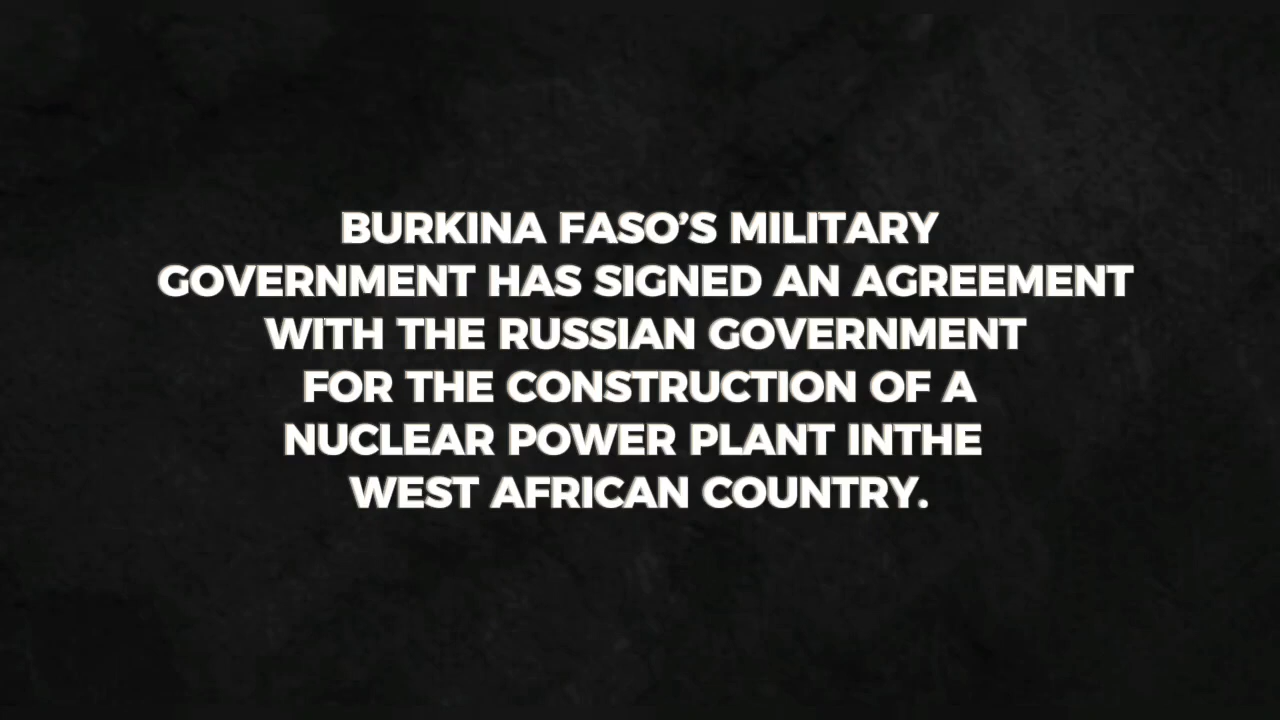 BURKINA FASO’S MILITARY
GOVERNMENT HAS SIGNED AN AGREEMENT
WITH THE RUSSIAN GOVERNMENT
FOR THE CONSTRUCTION OF A
NUCLEAR POWER PLANT INTHE
WEST AFRICAN COUNTRY.